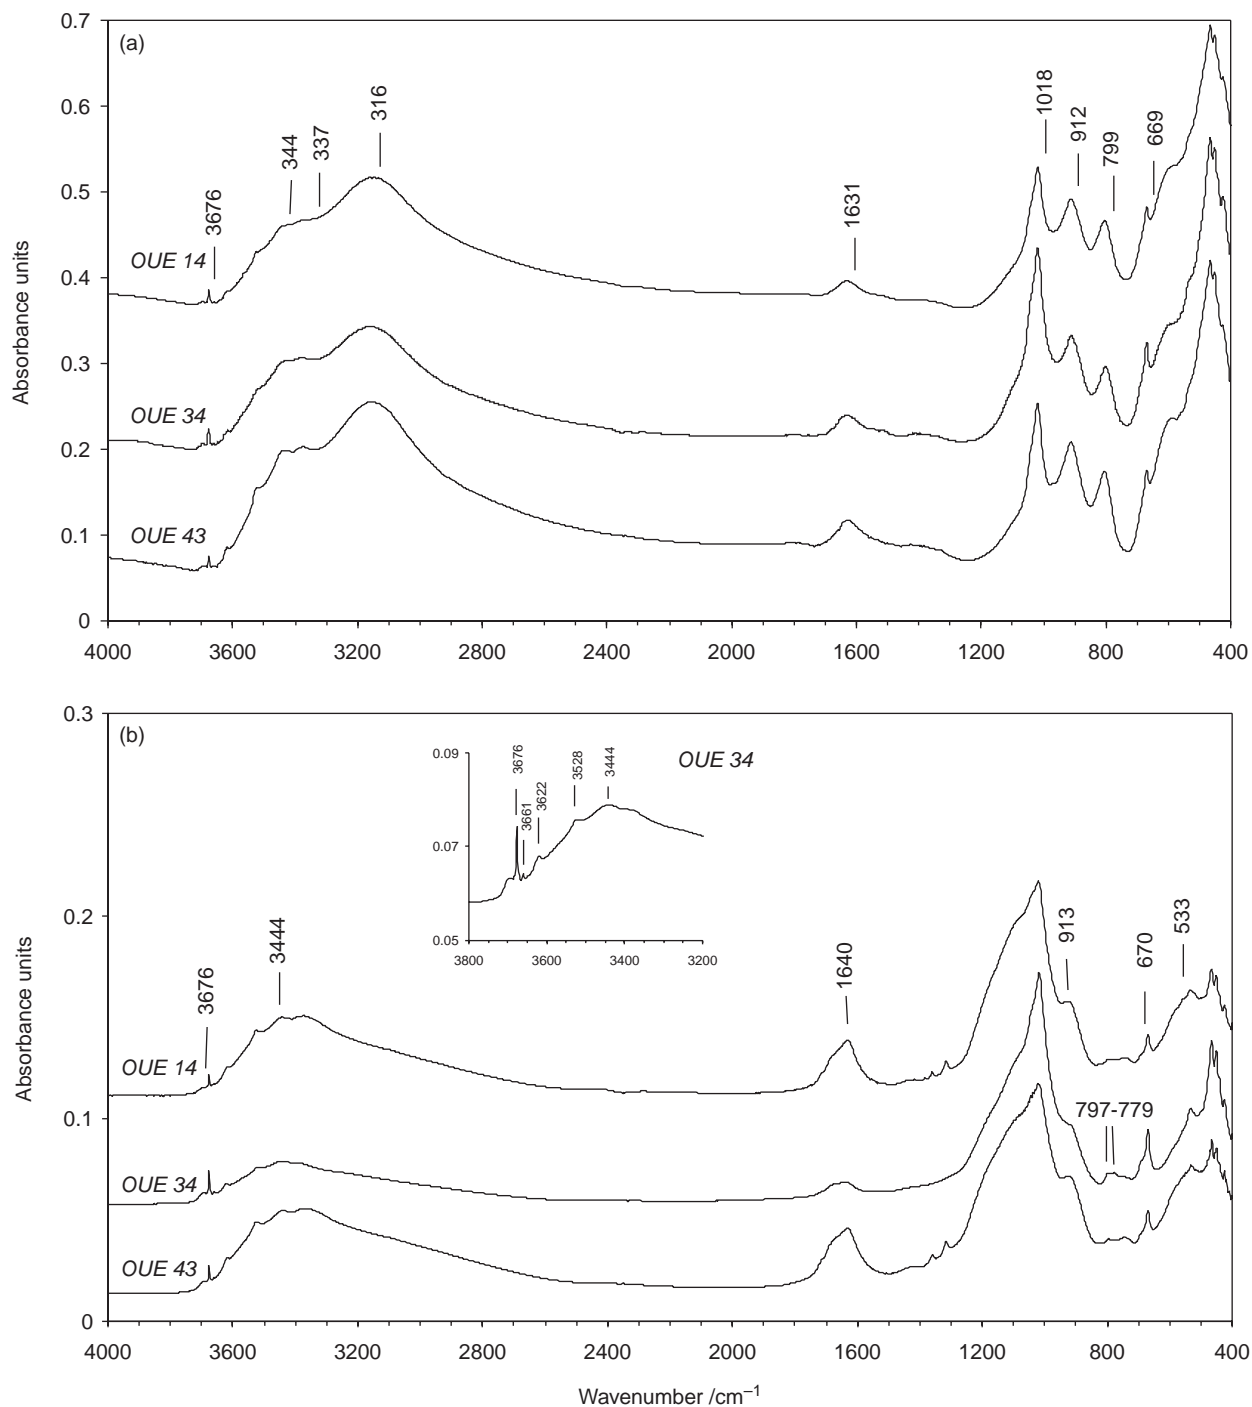 0.7
(a)
0.6
0.5
0.4
0.3
0.2
0.1
0
Absorbance units
3676
344
337
316
1631
1018
912
799
669
OUE 14
OUE 34
OUE 43
4000 3600 3200 2800 2400 2000 1600 1200 800 400
0.3
(b)
0.2
0.1
0
Absorbance units
0.09
0.07
0.05
3676
3661
3622
3528
3444
OUE 34
3800 3600 3400 3200
3676
3444
1640
913
670
533
797-779
OUE 14
OUE 34
OUE 43
4000 3600 3200 2800 2400 2000 1600 1200 800 400
Wavenumber /cm⁻¹